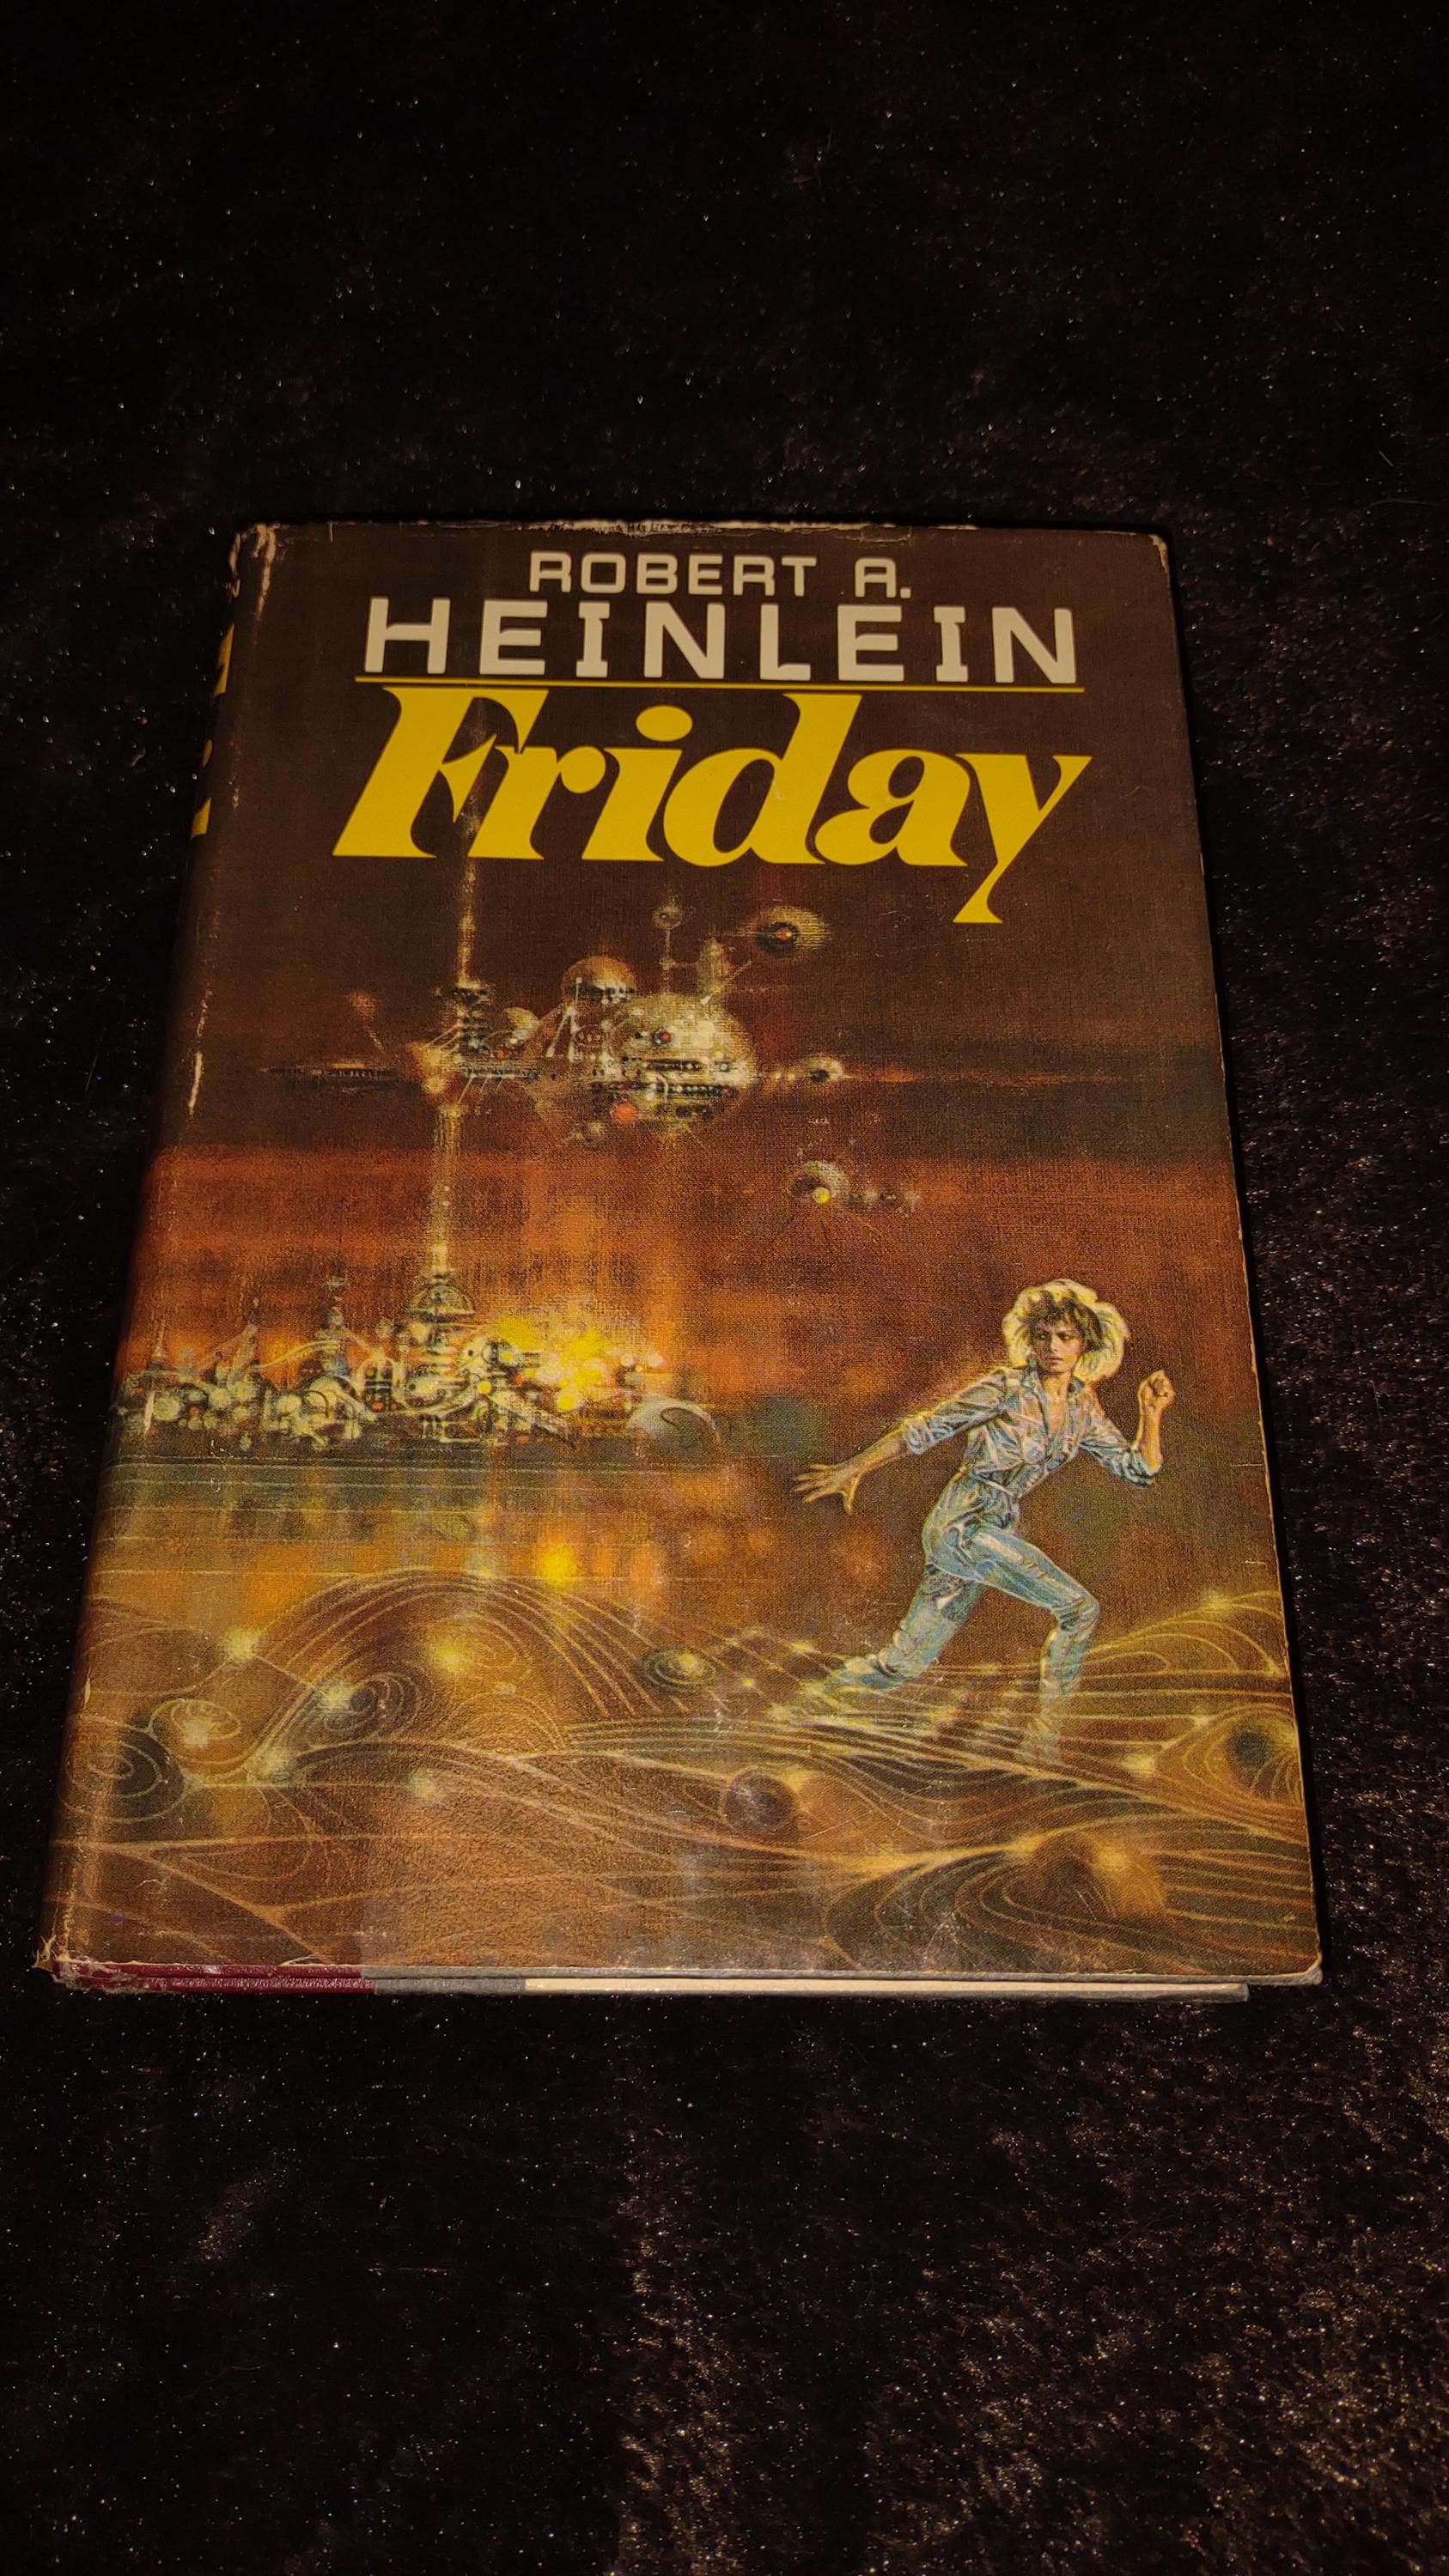 ROBERT A.
HEINLEIN
Friday